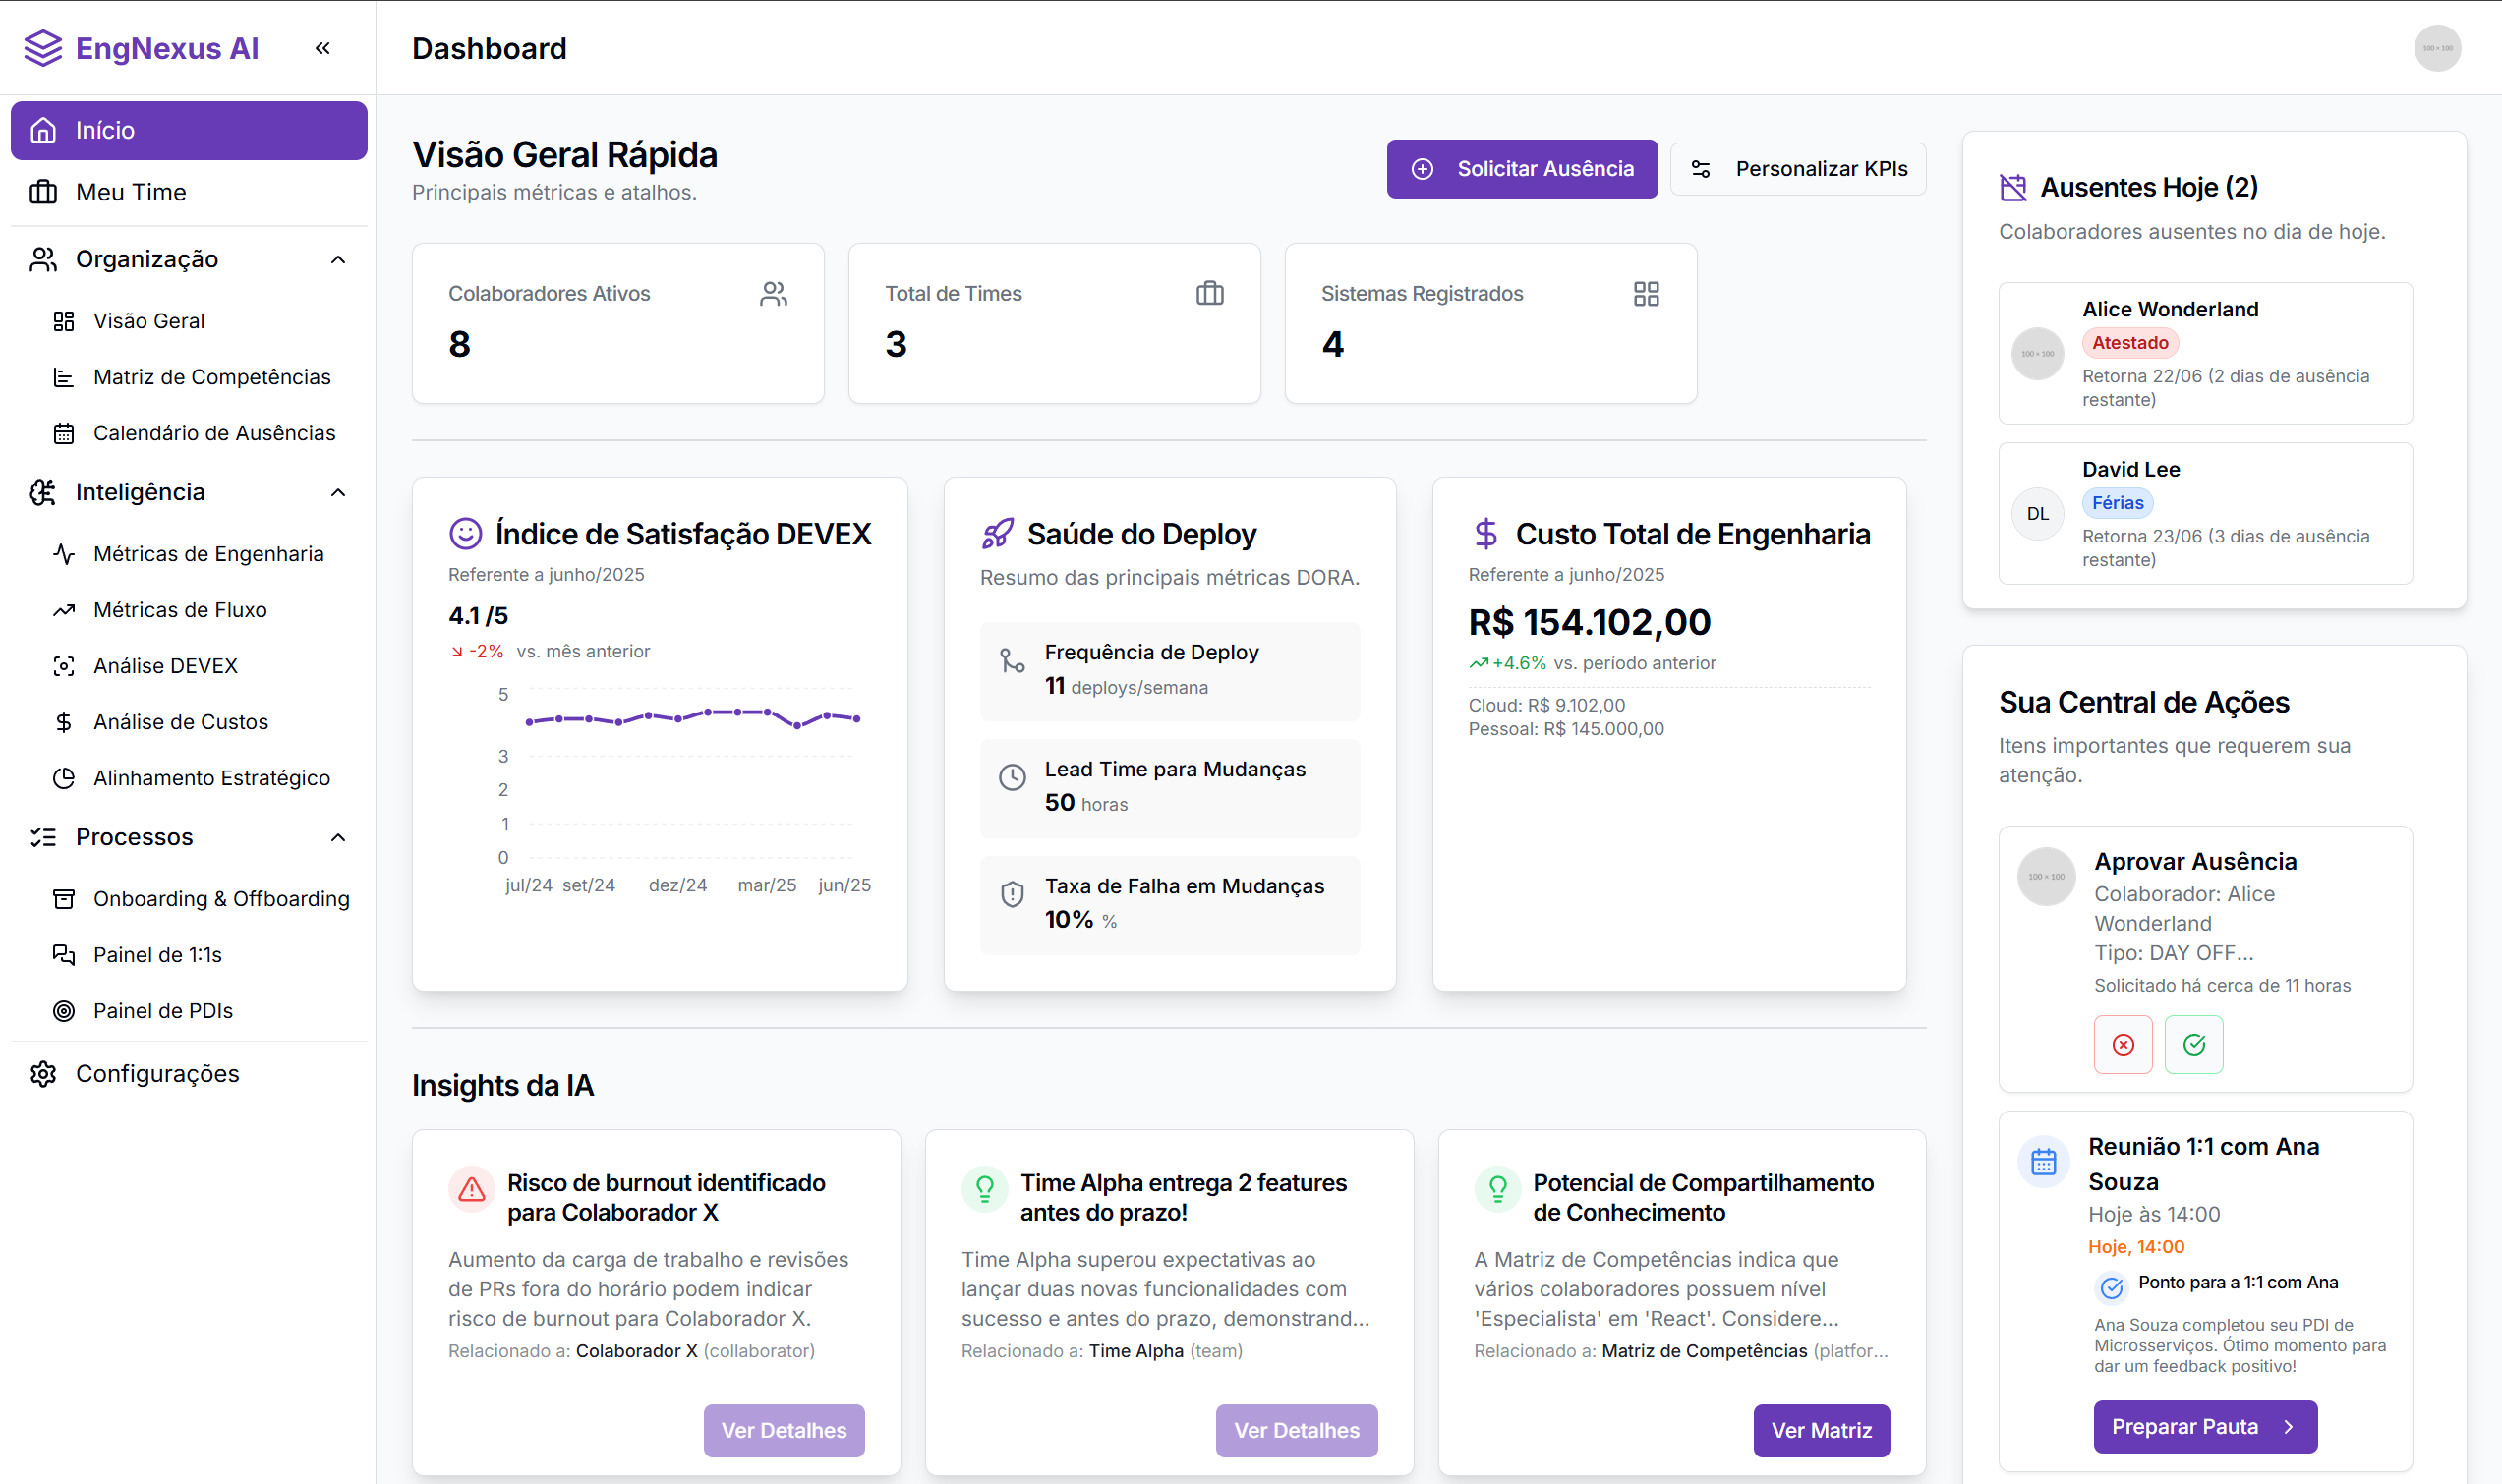 EngNexus AI
Início
Meu Time
Organização
Visão Geral
Matriz de Competências
Calendário de Ausências
Inteligência
Métricas de Engenharia
Métricas de Fluxo
Análise DEVEX
Análise de Custos
Alinhamento Estratégico
Processos
Onboarding & Offboarding
Painel de 1:1s
Painel de PDIs
Configurações
Dashboard
100 × 100
Visão Geral Rápida
Principais métricas e atalhos.
Solicitar Ausência
Personalizar KPIs
Colaboradores Ativos
8
Total de Times
3
Sistemas Registrados
4
Índice de Satisfação DEVEX
Referente a junho/2025
4.1 /5
-2% vs. mês anterior
5
3
2
1
0
jul/24 set/24 dez/24 mar/25 jun/25
Saúde do Deploy
Resumo das principais métricas DORA.
Frequência de Deploy
11 deploys/semana
Lead Time para Mudanças
50 horas
Taxa de Falha em Mudanças
10% %
Custo Total de Engenharia
Referente a junho/2025
R$ 154.102,00
+4.6% vs. período anterior
Cloud: R$ 9.102,00
Pessoal: R$ 145.000,00
Insights da IA
Risco de burnout identificado
para Colaborador X
Aumento da carga de trabalho e revisões
de PRs fora do horário podem indicar
risco de burnout para Colaborador X.
Relacionado a: Colaborador X (collaborator)
Ver Detalhes
Time Alpha entrega 2 features
antes do prazo!
Time Alpha superou expectativas ao
lançar duas novas funcionalidades com
sucesso e antes do prazo, demonstrand...
Relacionado a: Time Alpha (team)
Ver Detalhes
Potencial de Compartilhamento
de Conhecimento
A Matriz de Competências indica que
vários colaboradores possuem nível
'Especialista' em 'React'. Considere...
Relacionado a: Matriz de Competências (platfor...
Ver Matriz
Ausentes Hoje (2)
Colaboradores ausentes no dia de hoje.
100 × 100
Alice Wonderland
Atestado
Retorna 22/06 (2 dias de ausência
restante)
DL
David Lee
Férias
Retorna 23/06 (3 dias de ausência
restante)
Sua Central de Ações
Itens importantes que requerem sua
atenção.
100 × 100
Aprovar Ausência
Colaborador: Alice
Wonderland
Tipo: DAY OFF...
Solicitado há cerca de 11 horas
Reunião 1:1 com Ana
Souza
Hoje às 14:00
Hoje, 14:00
Ponto para a 1:1 com Ana
Ana Souza completou seu PDI de
Microsserviços. Ótimo momento para
dar um feedback positivo!
Preparar Pauta